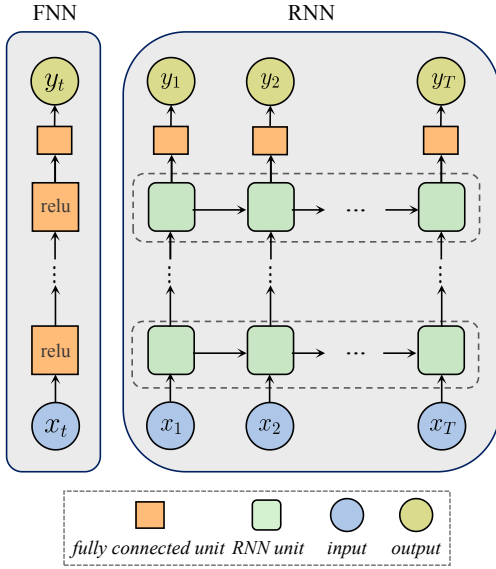 FNN RNN
y_t y_1 y_2 y_T
relu
...
...
relu ...
x_t x_1 x_2 x_T
fully connected unit RNN unit input output